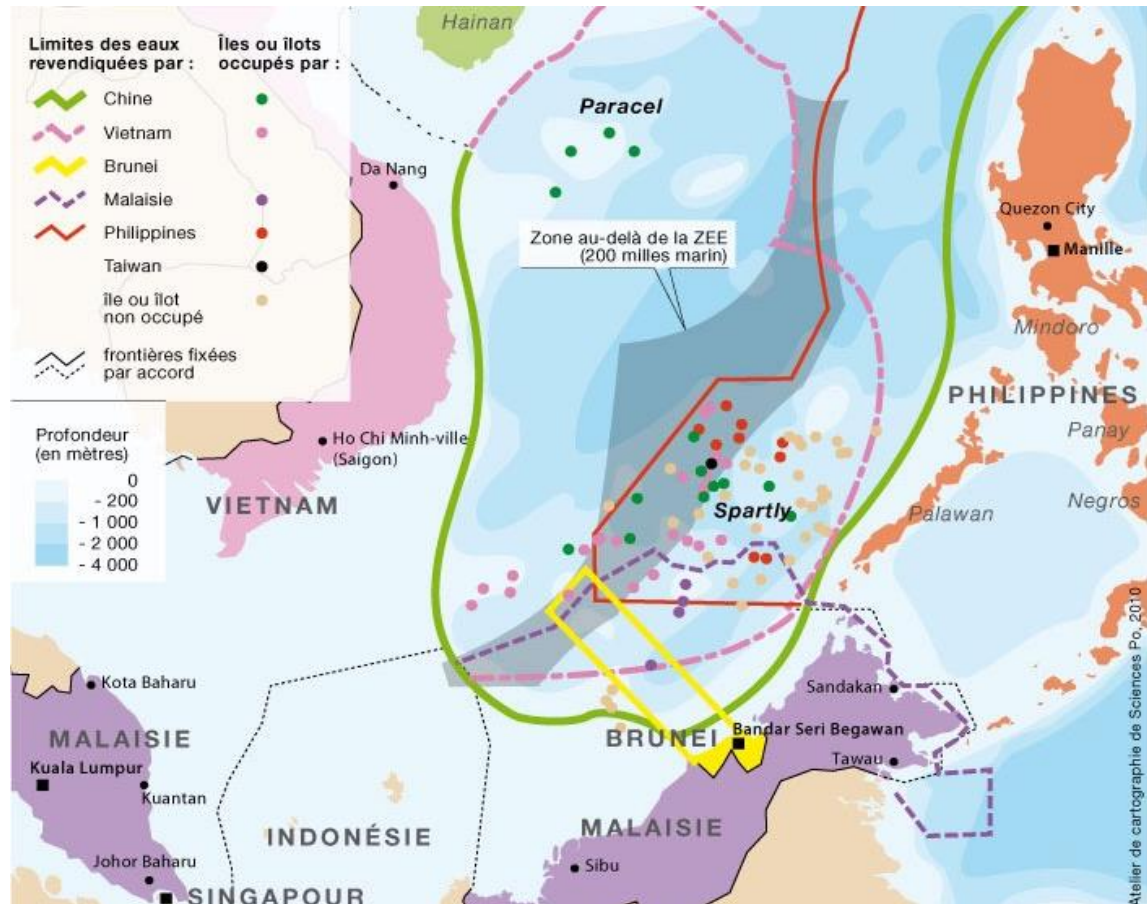 Limites des eaux
revendiquées par :
Îles ou îlots
occupés par :
Chine
Vietnam
Brunei
Malaisie
Philippines
Taiwan
île ou îlot
non occupé
frontières fixées
par accord
Profondeur
(en mètres)
0
- 200
- 1 000
- 2 000
- 4 000
Hainan
Paracel
Da Nang
Zone au-delà de la ZEE
(200 milles marin)
Quezon City
Manille
Mindoro
PHILIPPINES
Panay
Negros
Palawan
Ho Chi Minh-ville
(Saigon)
VIETNAM
Spartly
Kota Baharu
MALAISIE
Kuala Lumpur
Kuantan
Johor Baharu
SINGAPOUR
INDONÉSIE
BRUNEI
Bandar Seri Begawan
Sandakan
Tawau
MALAISIE
Sibu
Atelier de cartographie de Sciences Po, 2010